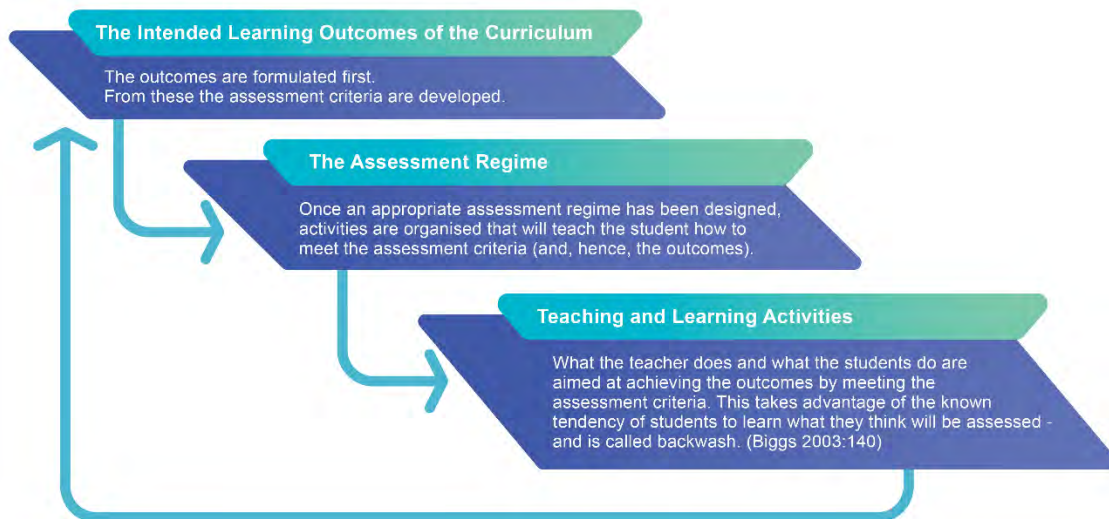 The Intended Learning Outcomes of the Curriculum
The outcomes are formulated first.
From these the assessment criteria are developed.
The Assessment Regime
Once an appropriate assessment regime has been designed,
activities are organised that will teach the student how to
meet the assessment criteria (and, hence, the outcomes).
Teaching and Learning Activities
What the teacher does and what the students do are
aimed at achieving the outcomes by meeting the
assessment criteria. This takes advantage of the known
tendency of students to learn what they think will be assessed -
and is called backwash. (Biggs 2003:140)